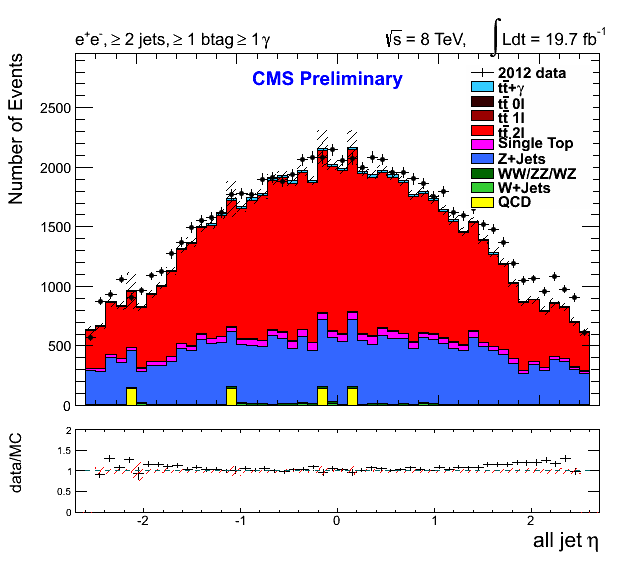 e⁺e⁻, ≥ 2 jets, ≥ 1 btag ≥ 1 γ √s = 8 TeV, ∫ Ldt = 19.7 fb⁻¹
CMS Preliminary
Number of Events
2012 data
tt̄+γ
tt̄ 0l
tt̄ 1l
tt̄ 2l
Single Top
Z+Jets
WW/ZZ/WZ
W+Jets
QCD
2500
2000
1500
1000
500
0
data/MC
2
1.5
1
0.5
0
-2 -1 0 1 2
all jet η